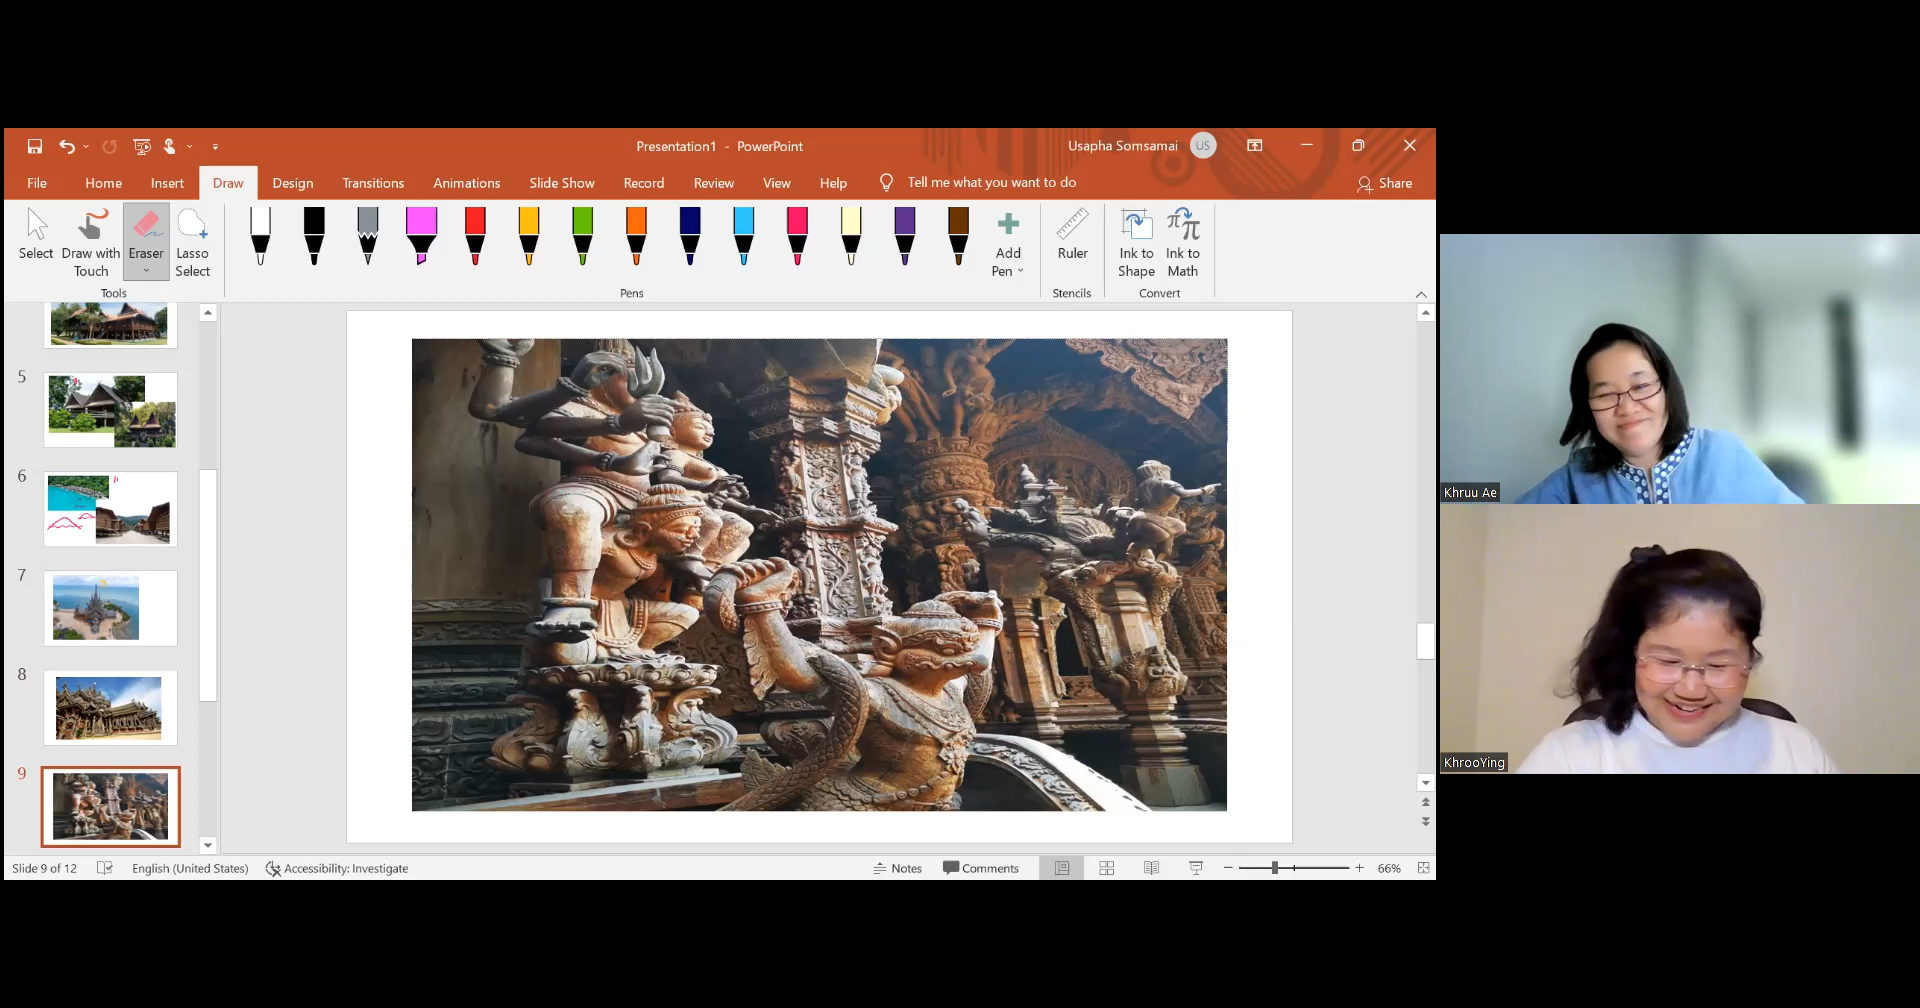 Presentation1 - PowerPoint
Usapha Somsamai
US
File
Home
Insert
Draw
Design
Transitions
Animations
Slide Show
Record
Review
View
Help
Tell me what you want to do
Share
Select
Draw with
Touch
Eraser
Lasso
Select
Add
Pen
Ruler
Ink to
Shape
Ink to
Math
Tools
Pens
Stencils
Convert
5
6
7
8
9
Khruu Ae
KhrooYing
Slide 9 of 12
English (United States)
Accessibility: Investigate
Notes
Comments
66%